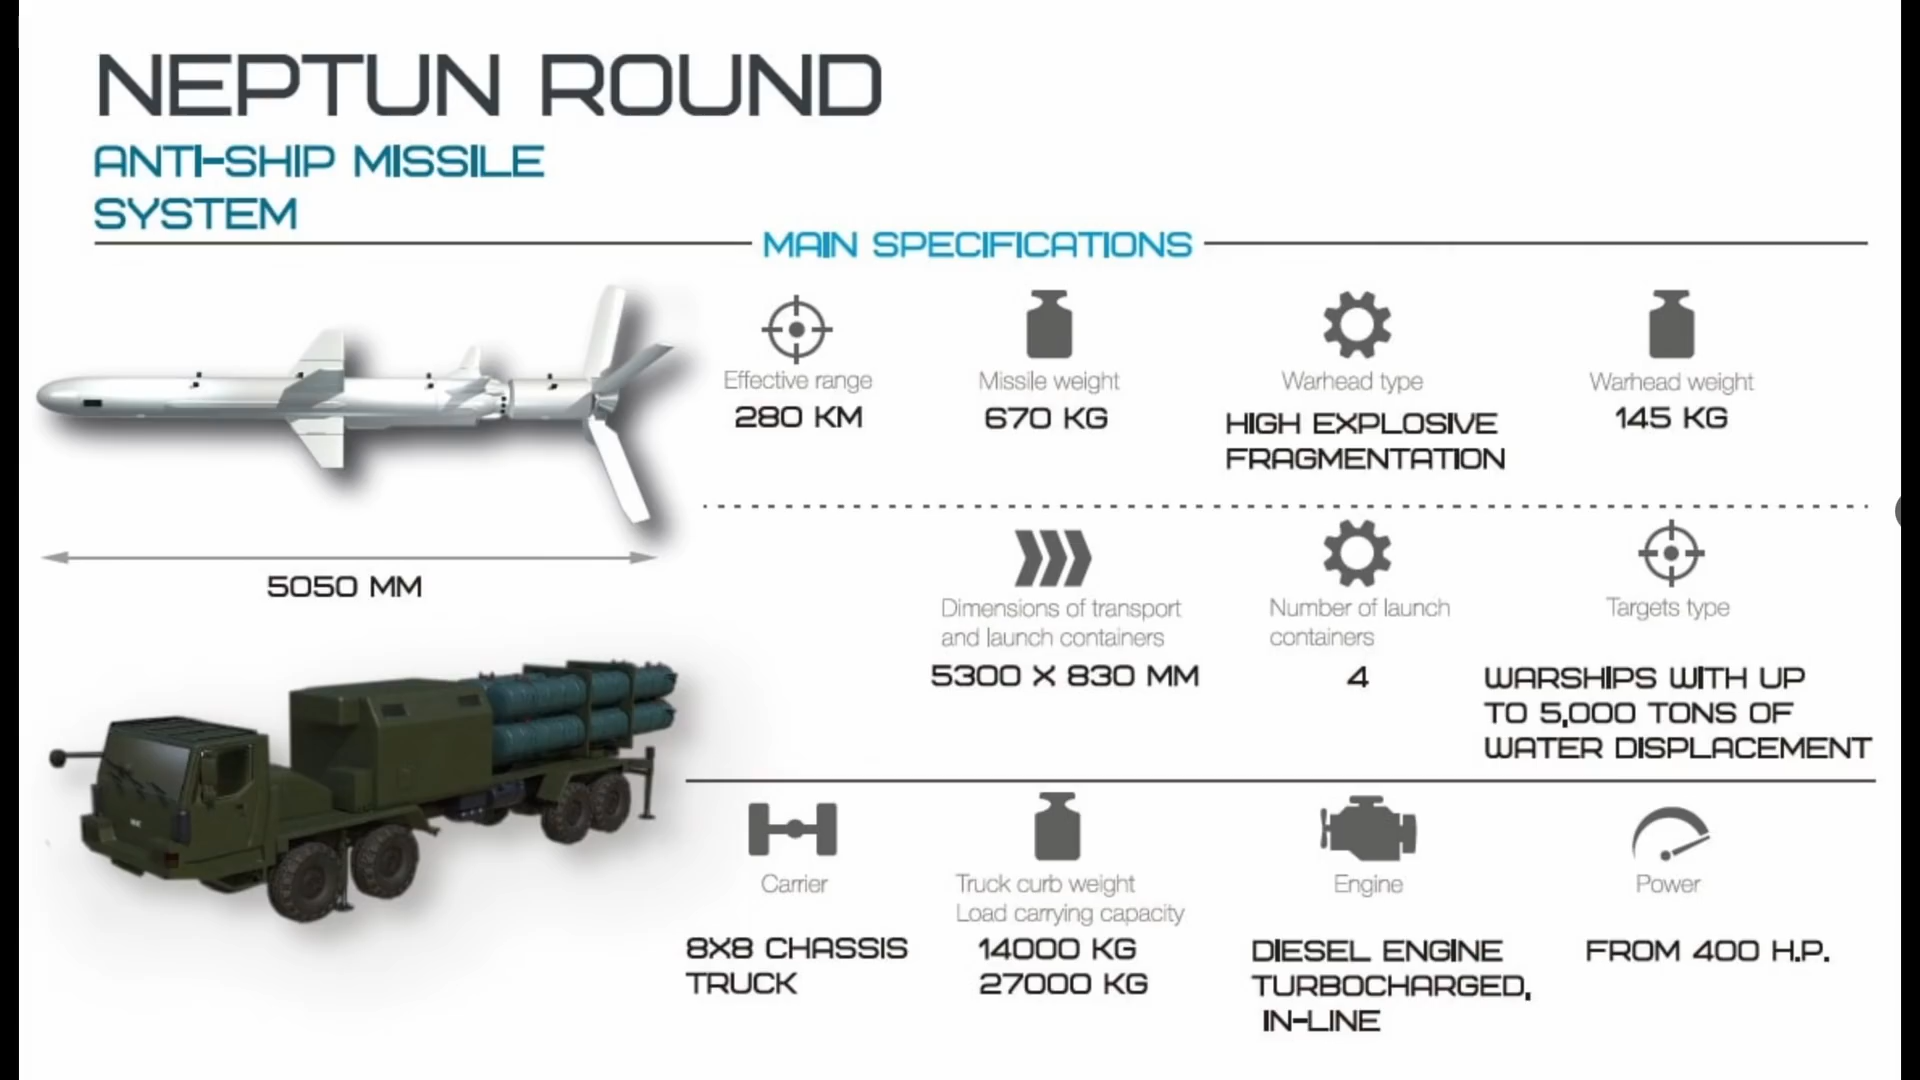 NEPTUN ROUND
ANTI-SHIP MISSILE
SYSTEM
MAIN SPECIFICATIONS
Effective range
280 KM
Missile weight
670 KG
Warhead type
HIGH EXPLOSIVE
FRAGMENTATION
Warhead weight
145 KG
5050 MM
Dimensions of transport
and launch containers
5300 X 830 MM
Number of launch
containers
4
Targets type
WARSHIPS WITH UP
TO 5,000 TONS OF
WATER DISPLACEMENT
Carrier
8X8 CHASSIS
TRUCK
Truck curb weight
Load carrying capacity
14000 KG
27000 KG
Engine
DIESEL ENGINE
TURBOCHARGED,
IN-LINE
Power
FROM 400 H.P.